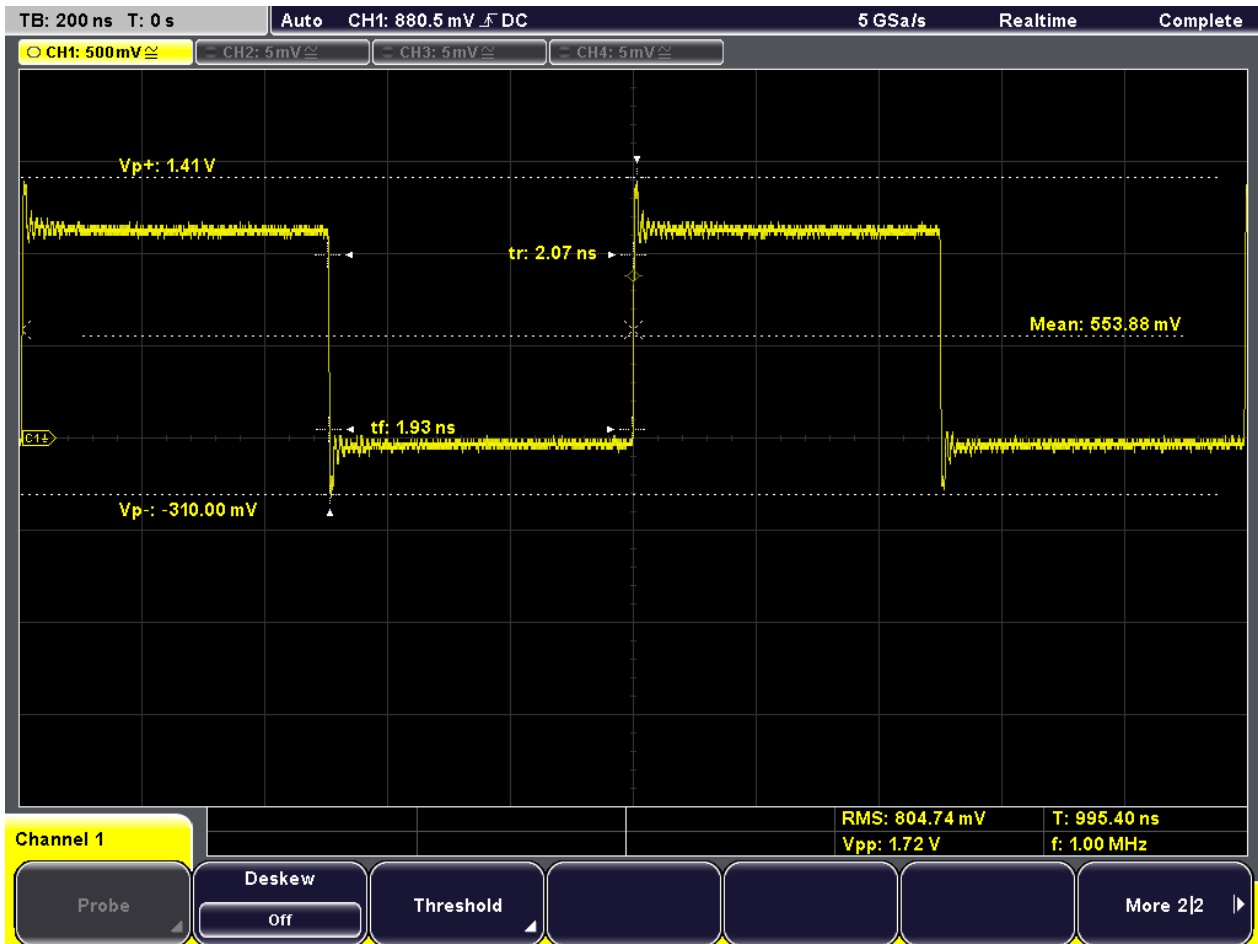 TB: 200 ns T: 0 s Auto CH1: 880.5 mV DC 5 GSa/s Realtime Complete
CH1: 500mV≅ CH2: 5mV≅ CH3: 5mV≅ CH4: 5mV≅
Vp+: 1.41 V
tr: 2.07 ns
Mean: 553.88 mV
tf: 1.93 ns
C1
Vp-: -310.00 mV
RMS: 804.74 mV T: 995.40 ns
Channel 1
Vpp: 1.72 V f: 1.00 MHz
Deskew
Probe Threshold More 2|2
Off